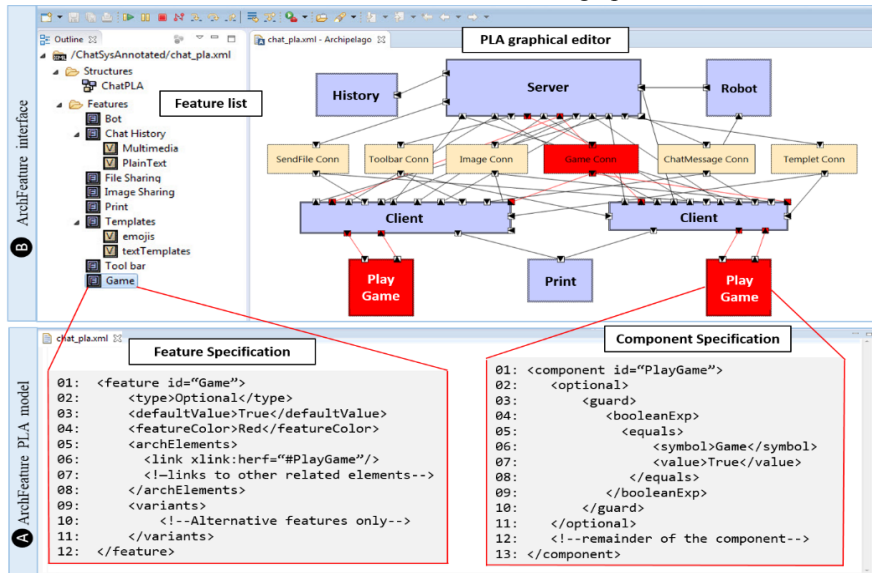 Outline
/ChatSysAnnotated/chat_pla.xml
Structures
ChatPLA
Features
Bot
Chat History
Multimedia
PlainText
File Sharing
Image Sharing
Print
Templates
emojis
textTemplates
Tool bar
Game
Feature list
chat_pla.xml - Archipelago
PLA graphical editor
History
Server
Robot
SendFile Conn
Toolbar Conn
Image Conn
Game Conn
ChatMessage Conn
Templet Conn
Client
Client
Play
Game
Print
Play
Game
B ArchFeature interface
chat_pla.xml
Feature Specification
01: <feature id="Game">
02: <type>Optional</type>
03: <defaultValue>True</defaultValue>
04: <featureColor>Red</featureColor>
05: <archElements>
06: <link xlink:herf="#PlayGame"/>
07: <!—links to other related elements-->
08: </archElements>
09: <variants>
10: <!--Alternative features only-->
11: </variants>
12: </feature>
Component Specification
01: <component id="PlayGame">
02: <optional>
03: <guard>
04: <booleanExp>
05: <equals>
06: <symbol>Game</symbol>
07: <value>True</value>
08: </equals>
09: </booleanExp>
10: </guard>
11: </optional>
12: <!--remainder of the component-->
13: </component>
A ArchFeature PLA model